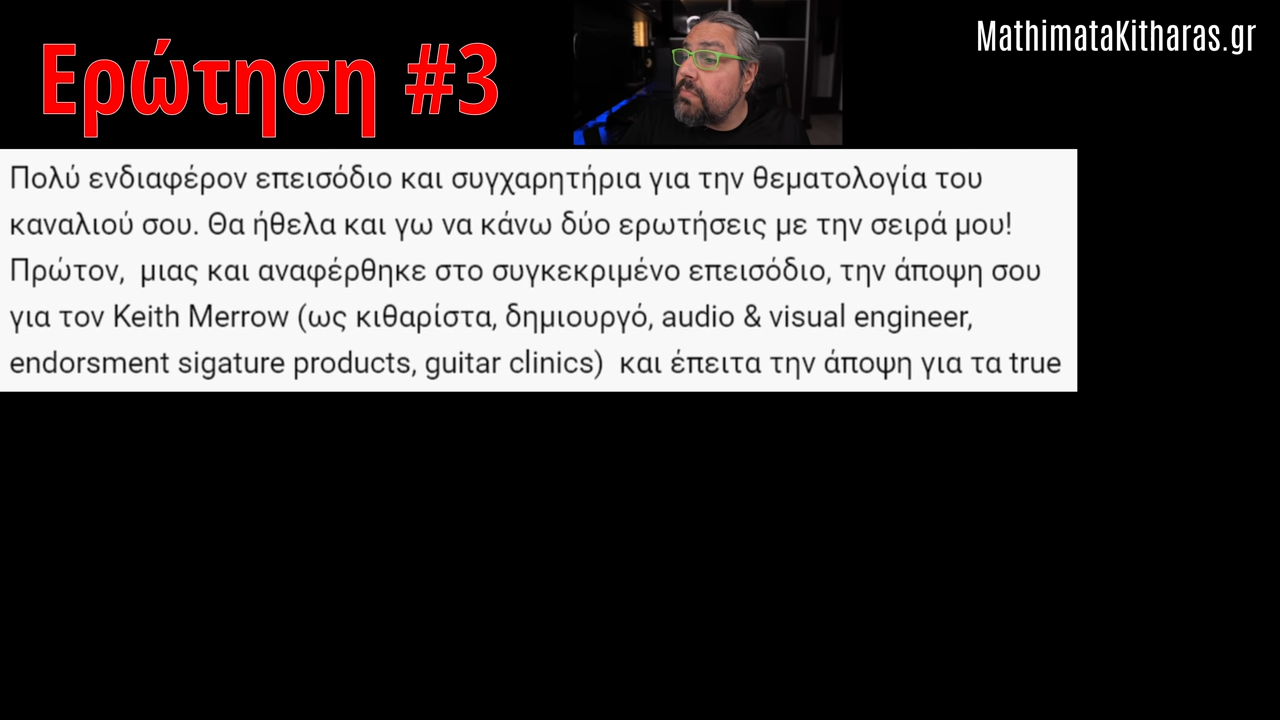 Ερώτηση #3
MathimataKitharas.gr
Πολύ ενδιαφέρον επεισόδιο και συγχαρητήρια για την θεματολογία του
καναλιού σου. Θα ήθελα και γω να κάνω δύο ερωτήσεις με την σειρά μου!
Πρώτον,  μιας και αναφέρθηκε στο συγκεκριμένο επεισόδιο, την άποψη σου
για τον Keith Merrow (ως κιθαρίστα, δημιουργό, audio & visual engineer,
endorsment sigature products, guitar clinics)  και έπειτα την άποψη για τα true